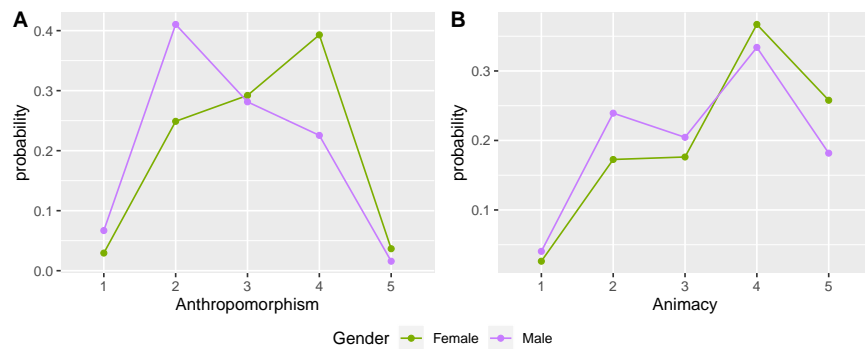 A
probability
0.4
0.3
0.2
0.1
0.0
1 2 3 4 5
Anthropomorphism
B
probability
0.3
0.2
0.1
1 2 3 4 5
Animacy
Gender Female Male